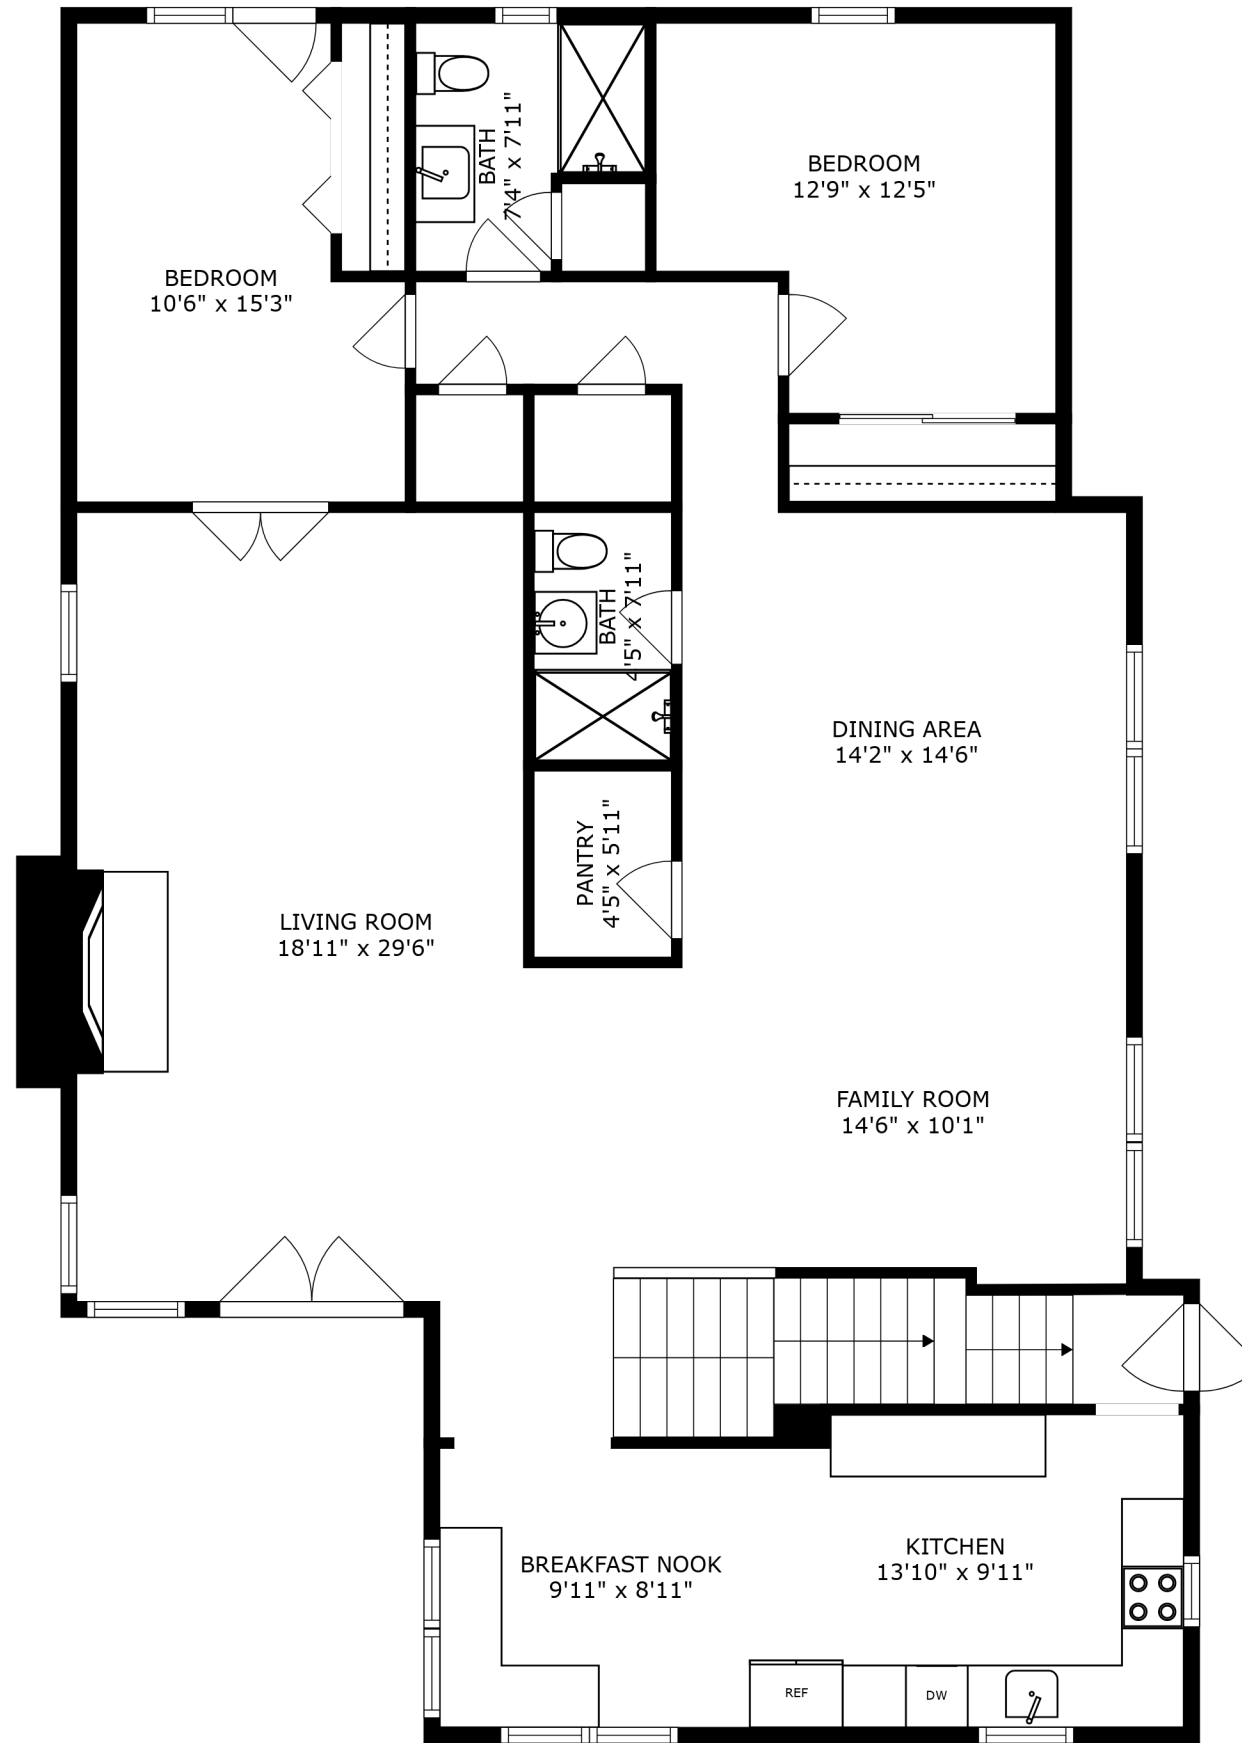 BATH
7'4" x 7'11"
BEDROOM
12'9" x 12'5"
BEDROOM
10'6" x 15'3"
BATH
4'5" x 7'11"
DINING AREA
14'2" x 14'6"
PANTRY
4'5" x 5'11"
LIVING ROOM
18'11" x 29'6"
FAMILY ROOM
14'6" x 10'1"
KITCHEN
13'10" x 9'11"
BREAKFAST NOOK
9'11" x 8'11"
REF
DW